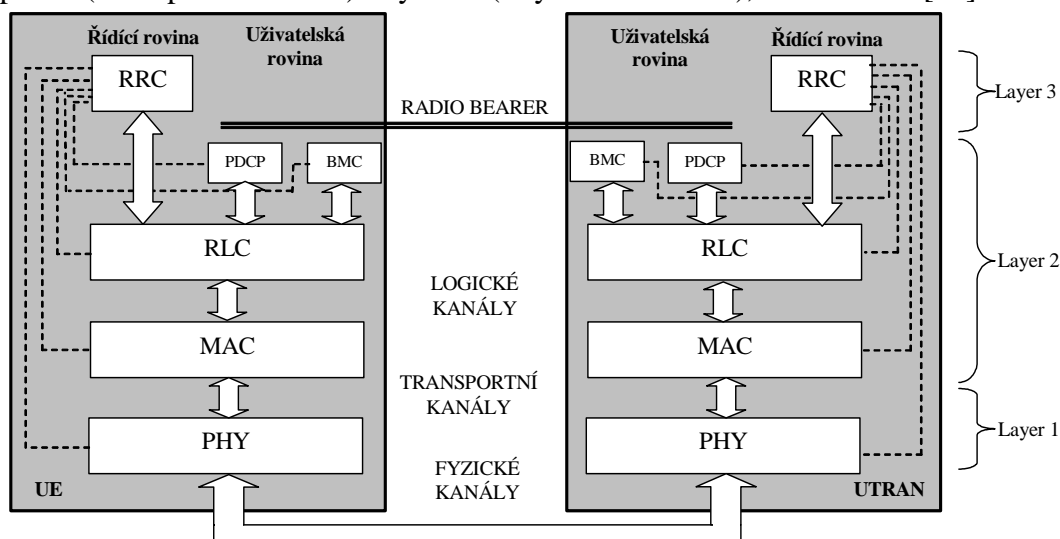 Řídící rovina
Uživatelská
rovina
RRC
PDCP
BMC
RLC
MAC
PHY
UE
RADIO BEARER
LOGICKÉ
KANÁLY
TRANSPORTNÍ
KANÁLY
FYZICKÉ
KANÁLY
Uživatelská
rovina
Řídící rovina
RRC
BMC
PDCP
RLC
MAC
PHY
UTRAN
Layer 3
Layer 2
Layer 1